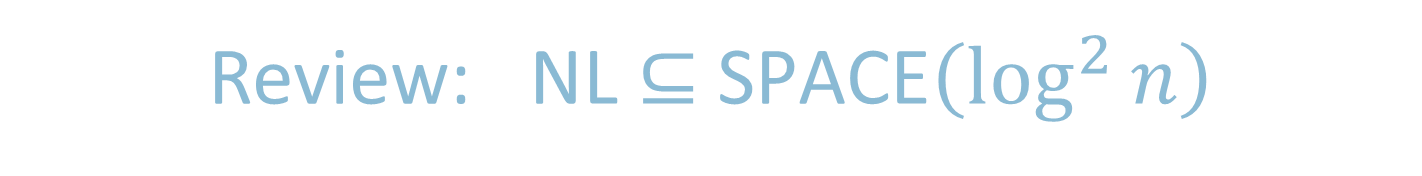 Review: NL ⊆ SPACE(log² 𝑛)